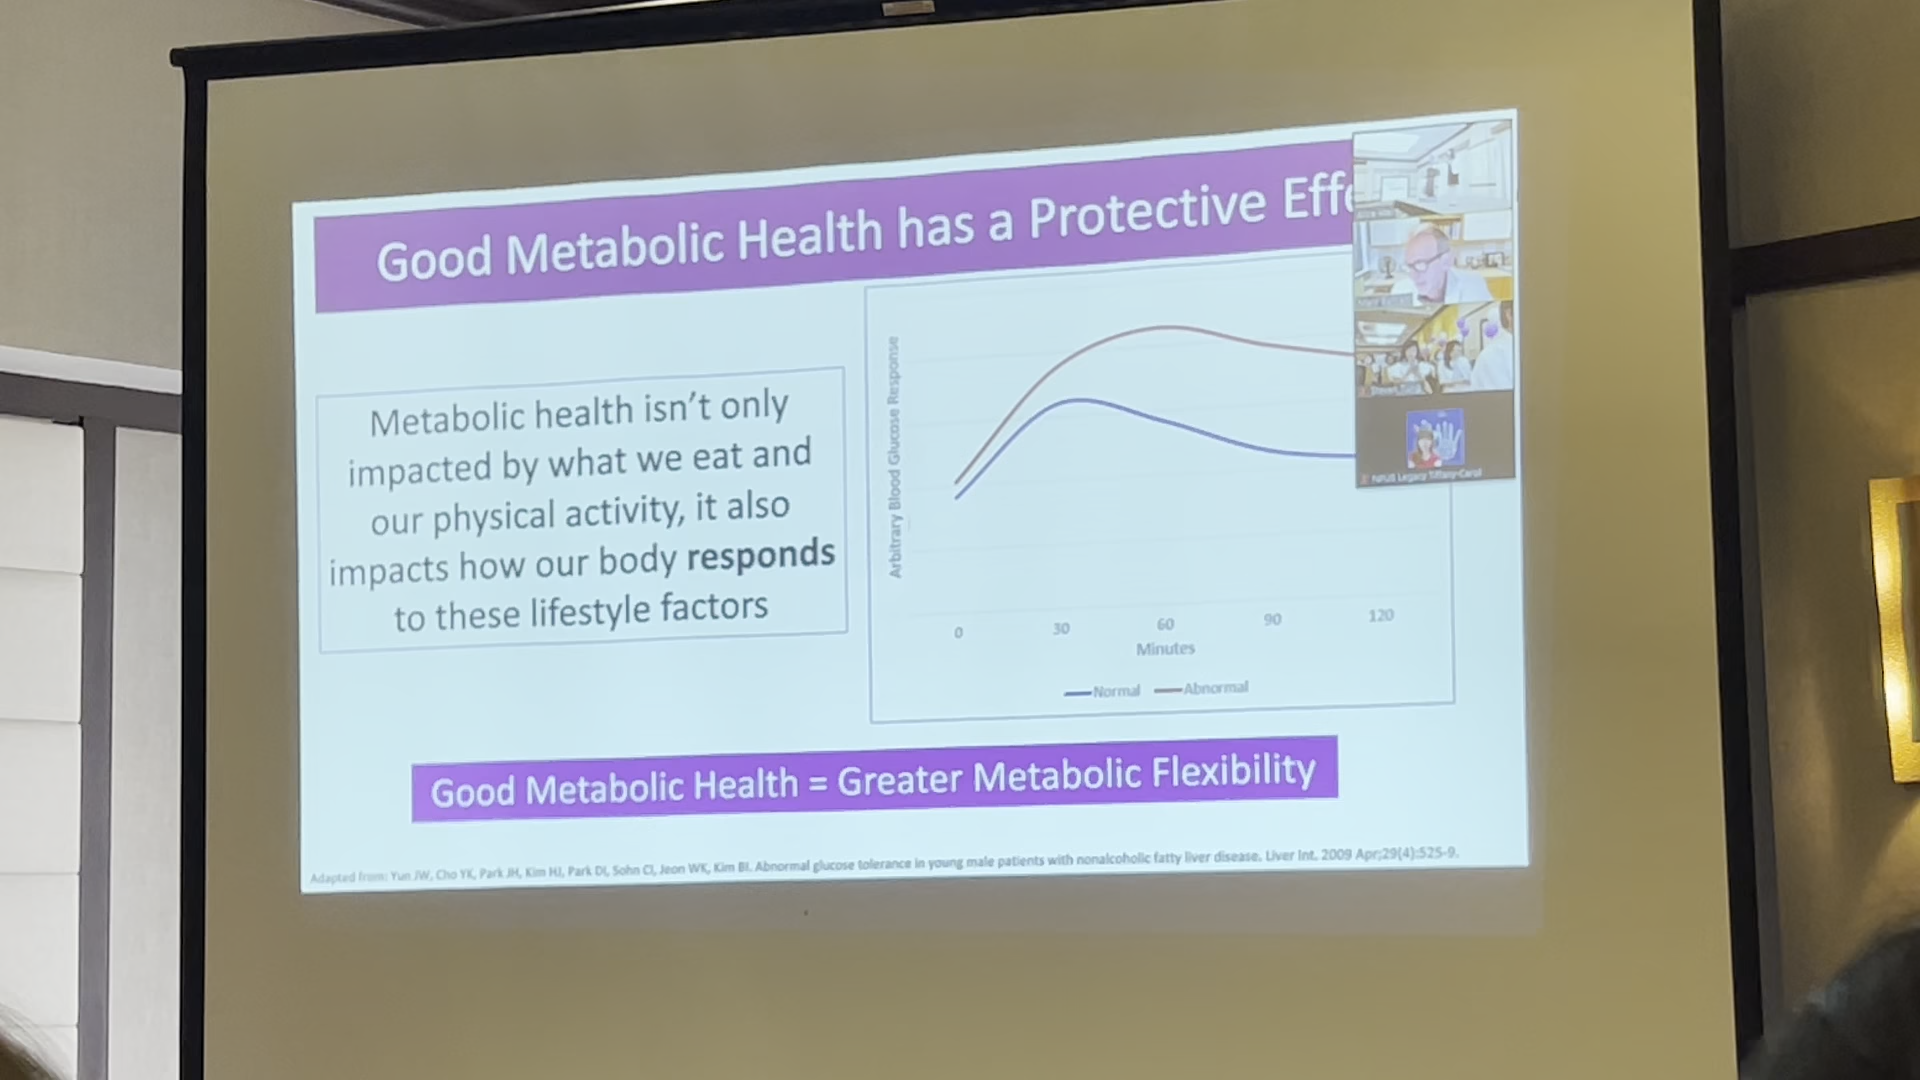 Good Metabolic Health has a Protective Effe
Metabolic health isn't only
impacted by what we eat and
our physical activity, it also
impacts how our body responds
to these lifestyle factors
Arbitrary Blood Glucose Response
0 30 60 90 120
Minutes
Normal Abnormal
Good Metabolic Health = Greater Metabolic Flexibility
Adapted from: Yun JW, Cho YK, Park JH, Kim HJ, Park DI, Sohn CI, Jeon WK, Kim BI. Abnormal glucose tolerance in young male patients with nonalcoholic fatty liver disease. Liver Int. 2009 Apr;29(4):525-9.
Legacy Tiffany-Carol